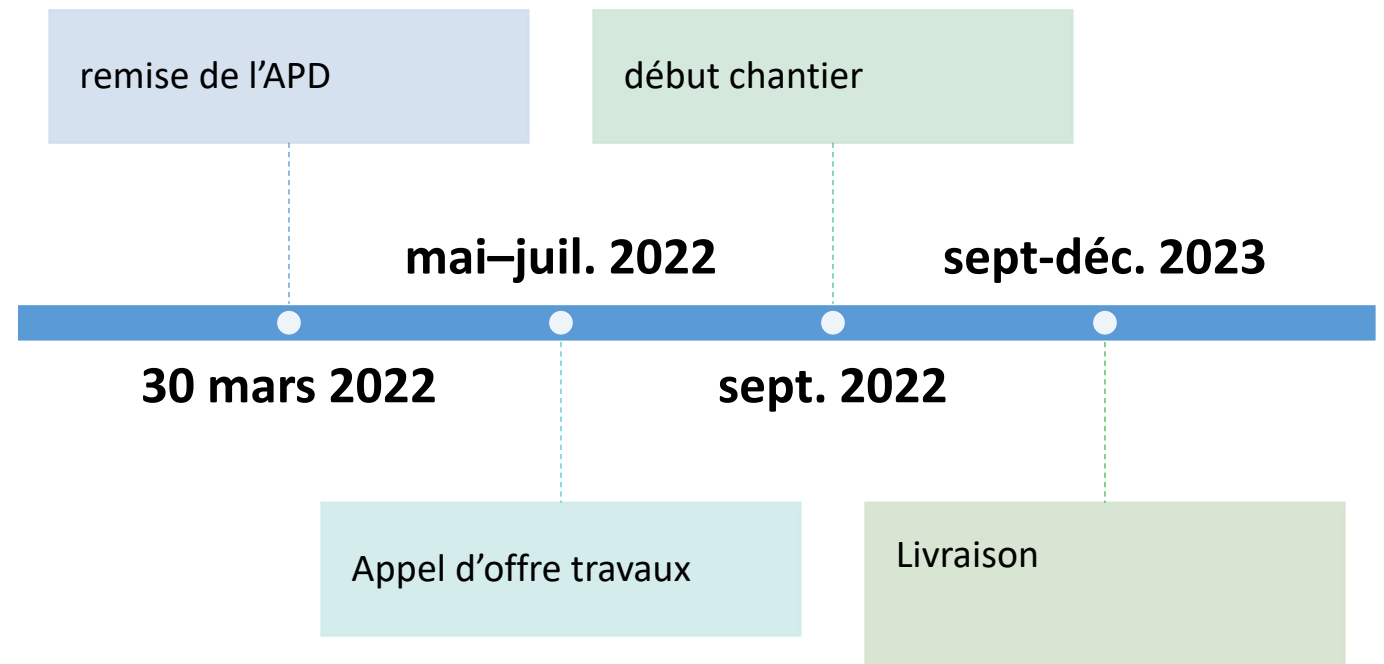 remise de l’APD
début chantier
mai–juil. 2022
sept-déc. 2023
30 mars 2022
sept. 2022
Appel d’offre travaux
Livraison